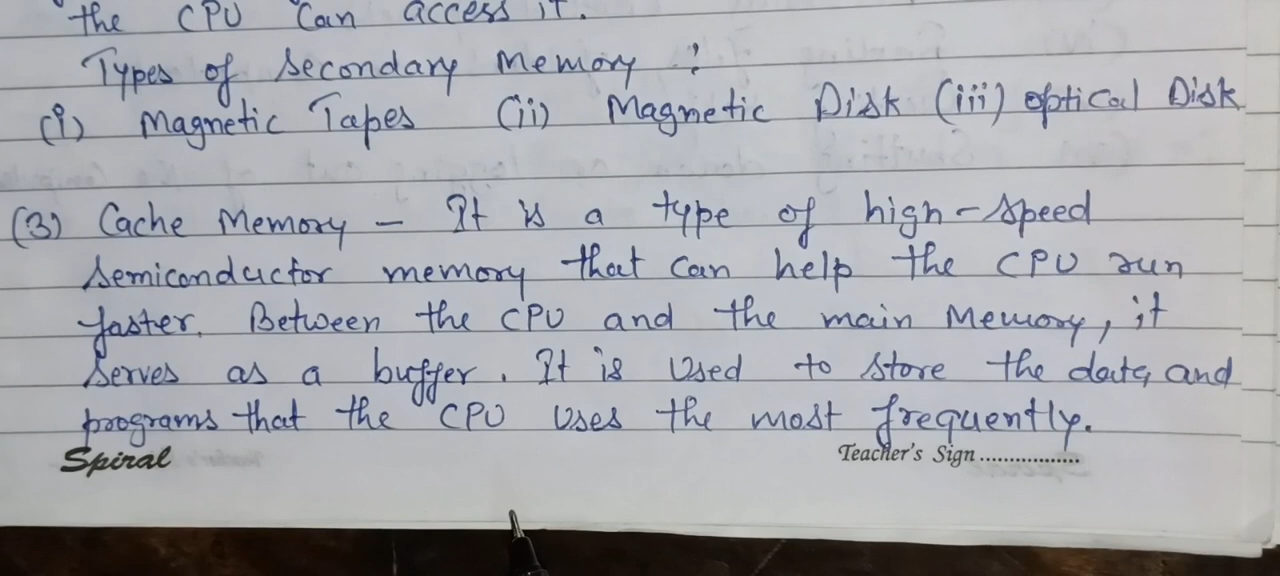 the CPU Can access it.
Types of Secondary Memory :
(i) Magnetic Tapes (ii) Magnetic Disk (iii) optical Disk
(3) Cache Memory - It is a type of high-speed
Semiconductor memory that Can help the CPU run
faster. Between the CPU and the main Memory, it
Serves as a buffer. It is Used to Store the data, and
programs that the CPU Uses the most frequently.
Spiral Teacher's Sign .................